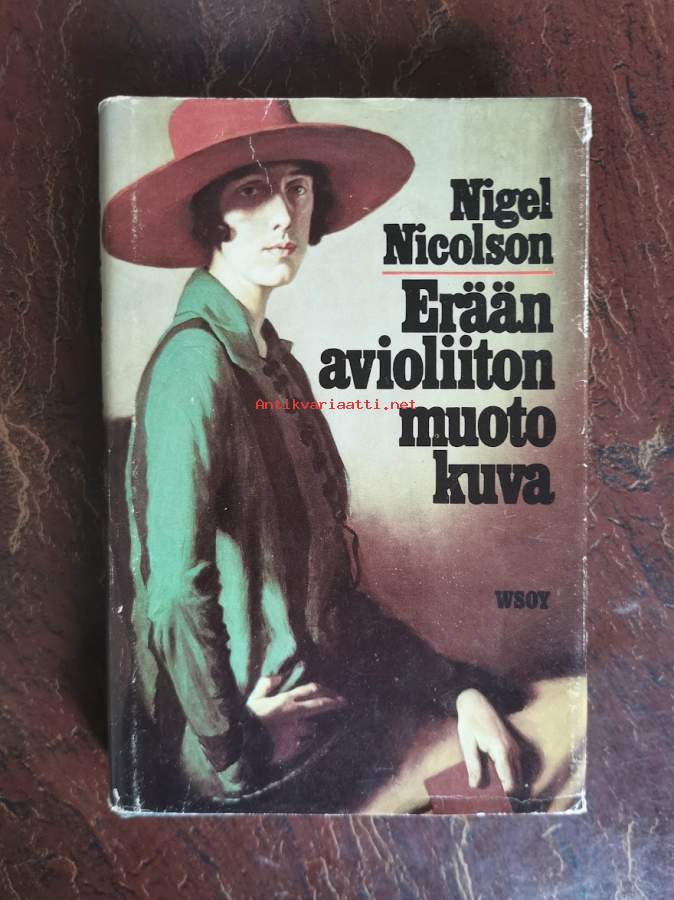 Nigel
Nicolson
Erään
avioliiton
Antikvariaatti.net
muoto
kuva
WSOY